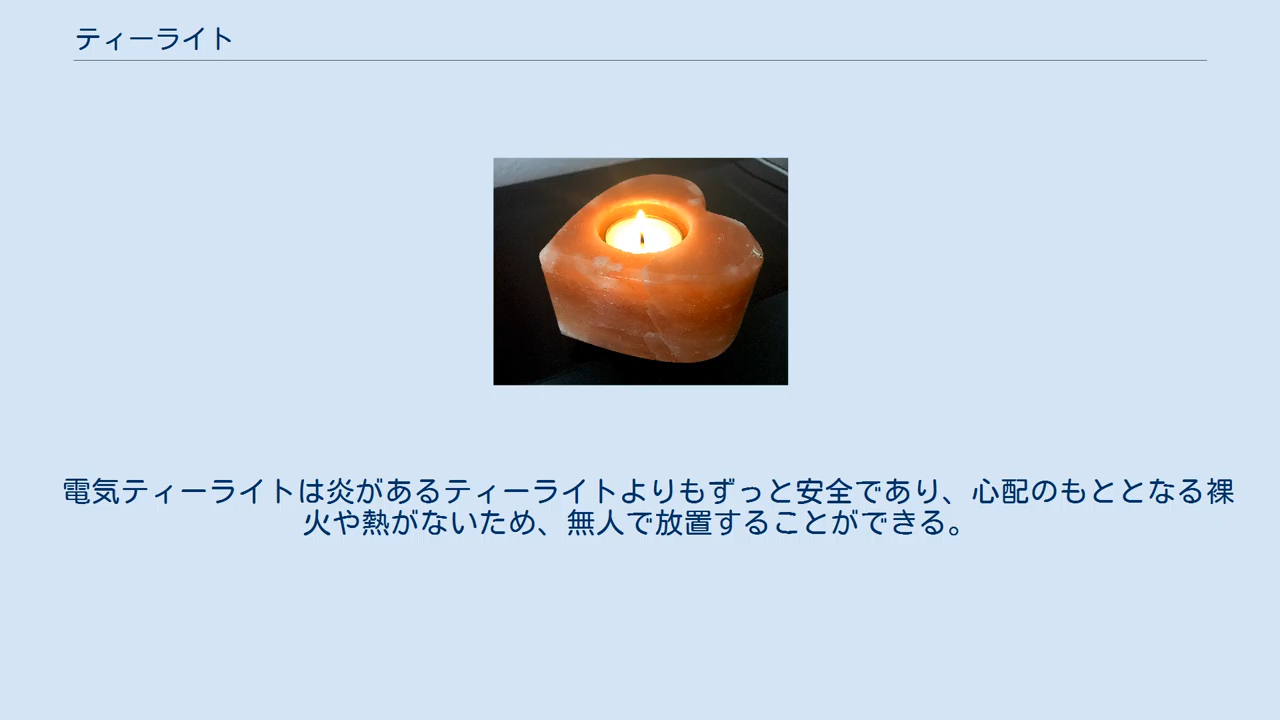 ティーライト
電気ティーライトは炎があるティーライトよりもずっと安全であり、心配のもととなる裸
火や熱がないため、無人で放置することができる。